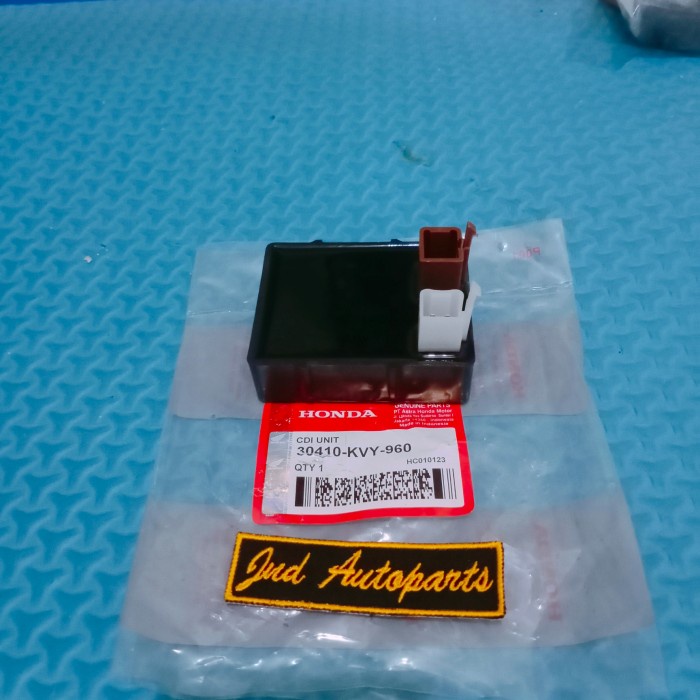 HONDA
GENUINE PARTS
PT Astra Honda Motor
Made in Indonesia
CDI UNIT
30410-KVY-960
QTY 1
HC010123
Jud Autoparts